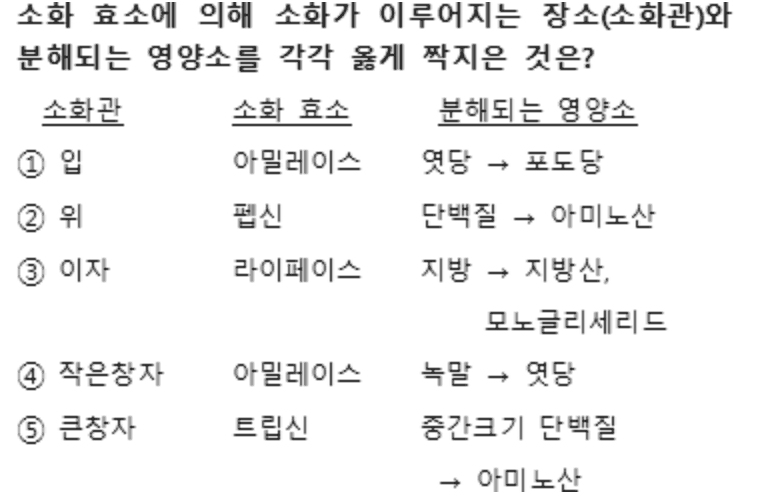 소화 효소에 의해 소화가 이루어지는 장소(소화관)와
분해되는 영양소를 각각 옳게 짝지은 것은?
소화관 소화 효소 분해되는 영양소
① 입 아밀레이스 엿당 → 포도당
② 위 펩신 단백질 → 아미노산
③ 이자 라이페이스 지방 → 지방산,
모노글리세리드
④ 작은창자 아밀레이스 녹말 → 엿당
⑤ 큰창자 트립신 중간크기 단백질
→ 아미노산